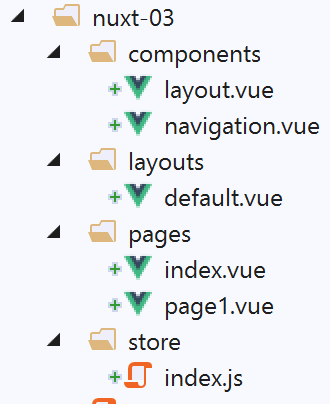 nuxt-03
components
layout.vue
navigation.vue
layouts
default.vue
pages
index.vue
page1.vue
store
index.js